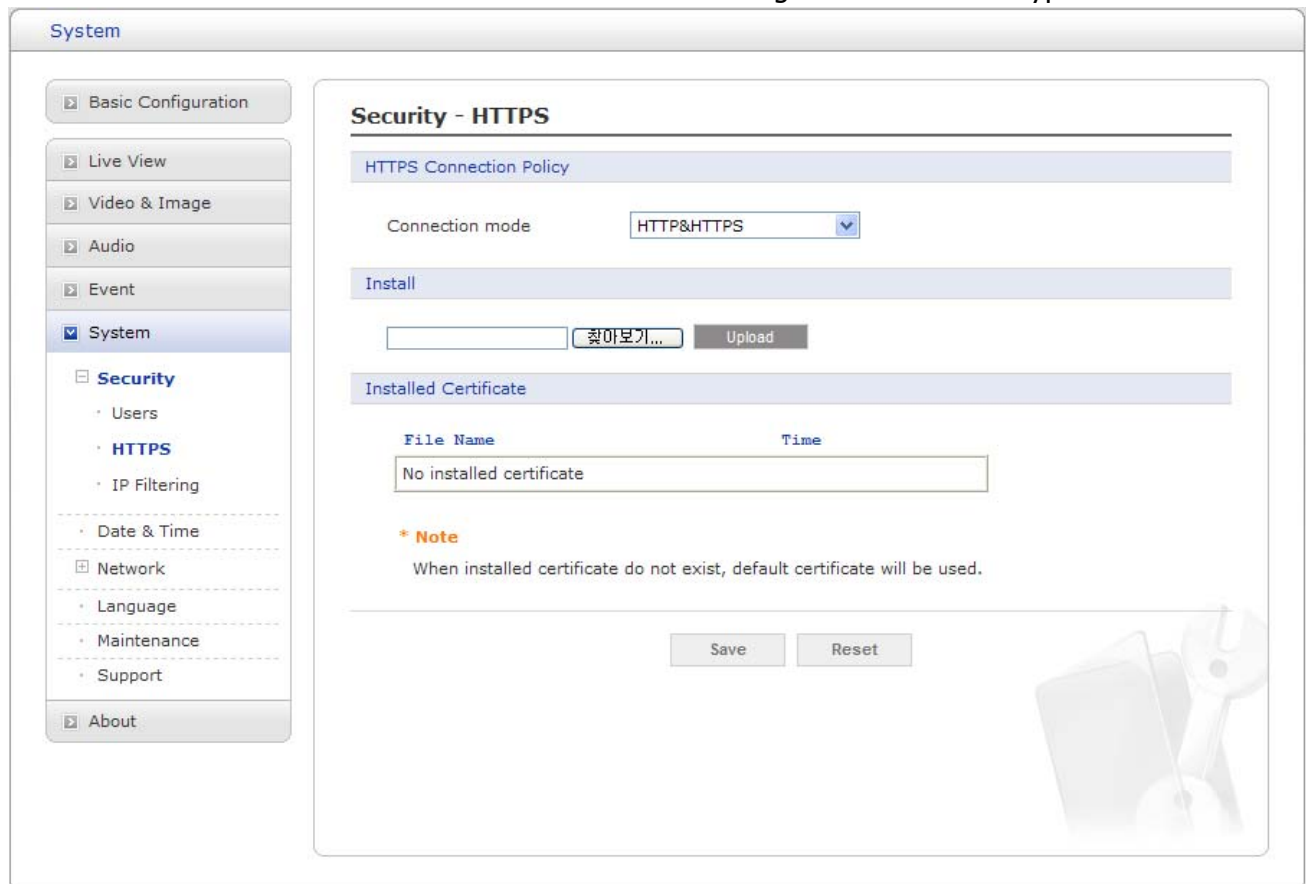 System
Basic Configuration
Live View
Video & Image
Audio
Event
System
Security
Users
HTTPS
IP Filtering
Date & Time
Network
Language
Maintenance
Support
About
Security - HTTPS
HTTPS Connection Policy
Connection mode HTTP&HTTPS
Install
찾아보기... Upload
Installed Certificate
File Name Time
No installed certificate
* Note
When installed certificate do not exist, default certificate will be used.
Save Reset